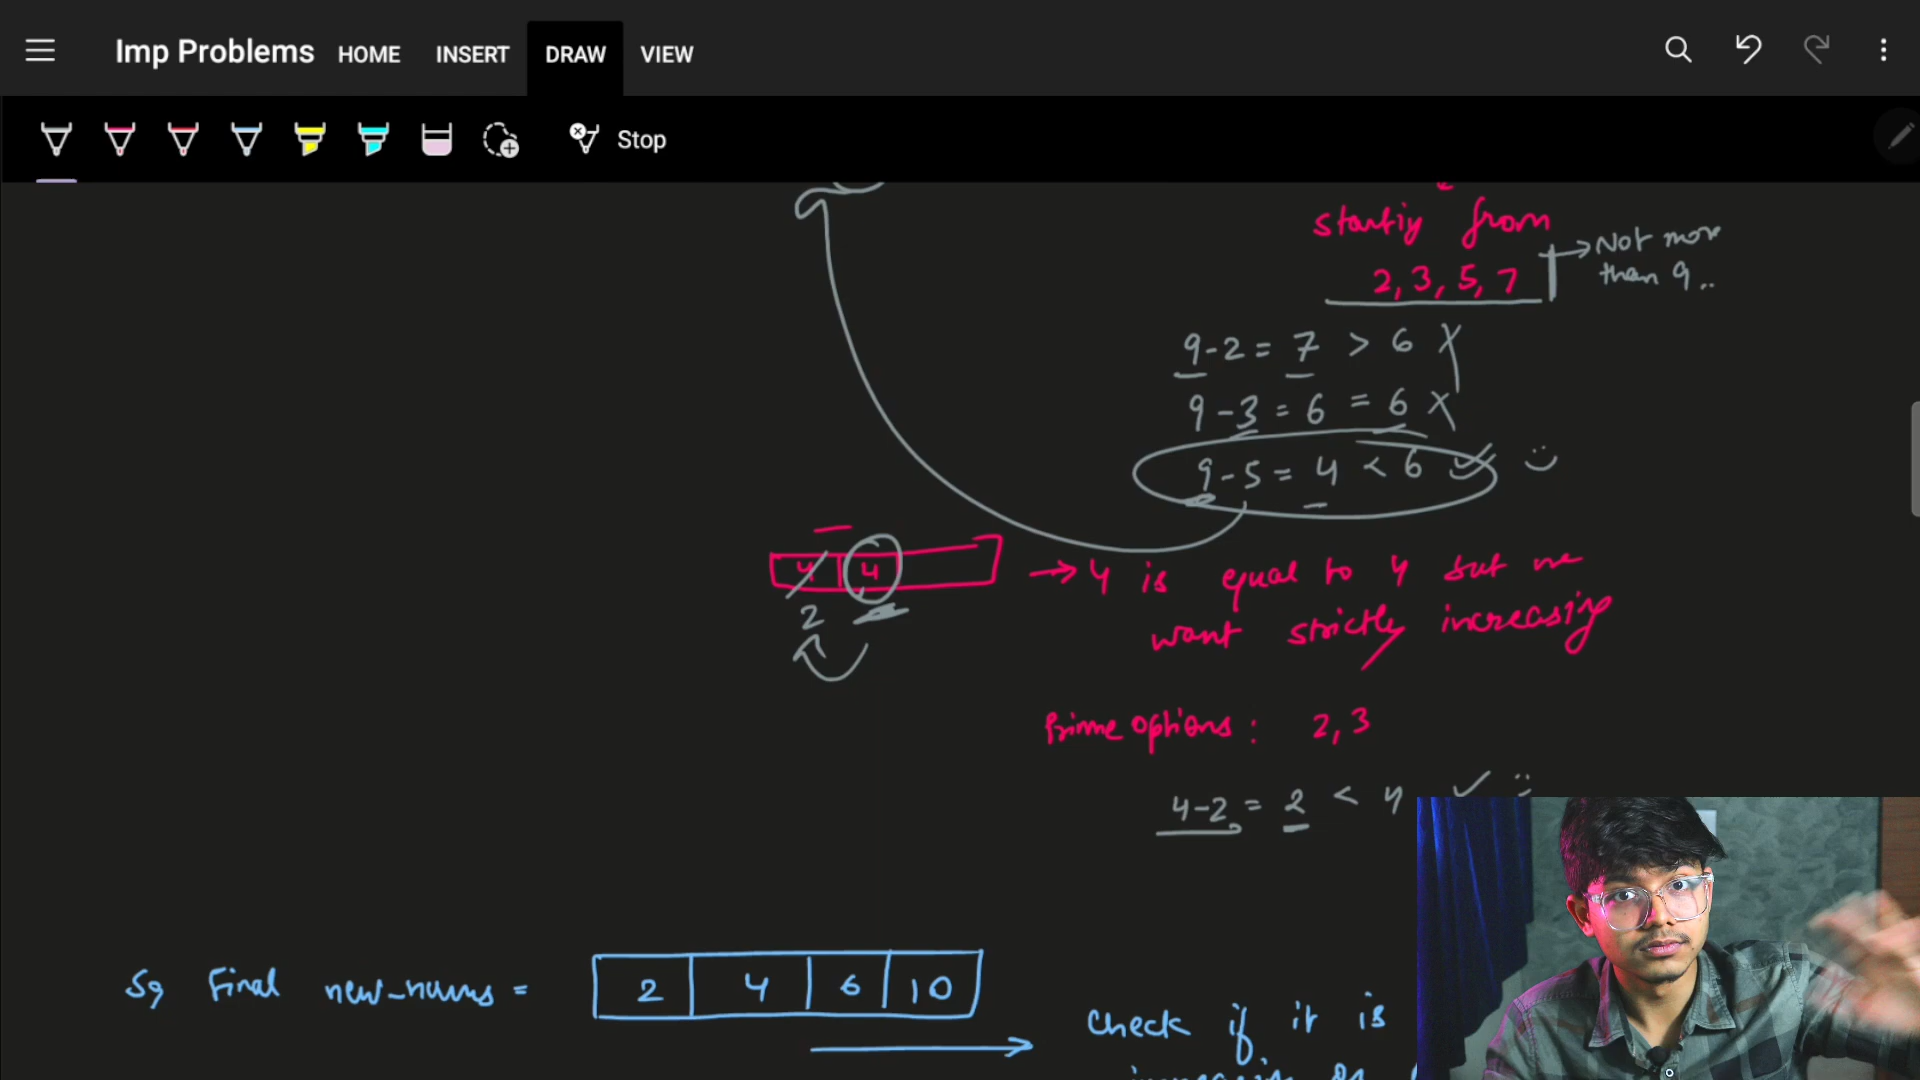 Imp Problems HOME INSERT DRAW VIEW
Stop
starting from
2, 3, 5, 7
Not more
than 9 ..
9-2 = 7 > 6 X
9-3 = 6 = 6 X
9-5 = 4 < 6 ✓ :)
4 4
2
→ 4 is equal to 4 but we
want strictly increasing
Prime options : 2, 3
4-2 = 2 < 4 ✓
So Final new_nums = 2 4 6 10
check if it is